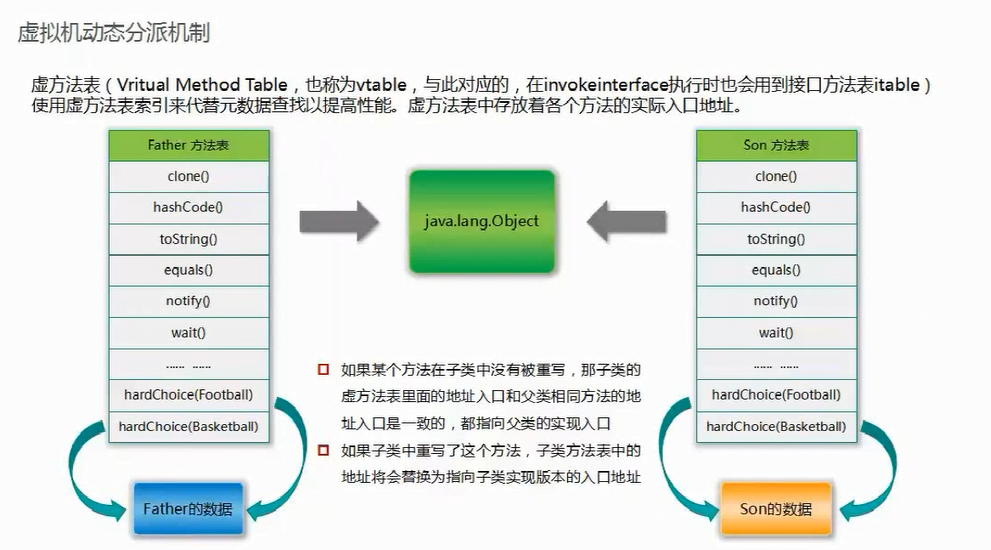 虚拟机动态分派机制
虚方法表（Vritual Method Table，也称为vtable，与此对应的，在invokeinterface执行时也会用到接口方法表itable）
使用虚方法表索引来代替元数据查找以提高性能。虚方法表中存放着各个方法的实际入口地址。
Father 方法表
clone()
hashCode()
toString()
equals()
notify()
wait()
...... ......
hardChoice(Football)
hardChoice(Basketball)
Father的数据
java.lang.Object
如果某个方法在子类中没有被重写，那子类的
虚方法表里面的地址入口和父类相同方法的地
址入口是一致的，都指向父类的实现入口
如果子类中重写了这个方法，子类方法表中的
地址将会替换为指向子类实现版本的入口地址
Son 方法表
clone()
hashCode()
toString()
equals()
notify()
wait()
...... ......
hardChoice(Football)
hardChoice(Basketball)
Son的数据